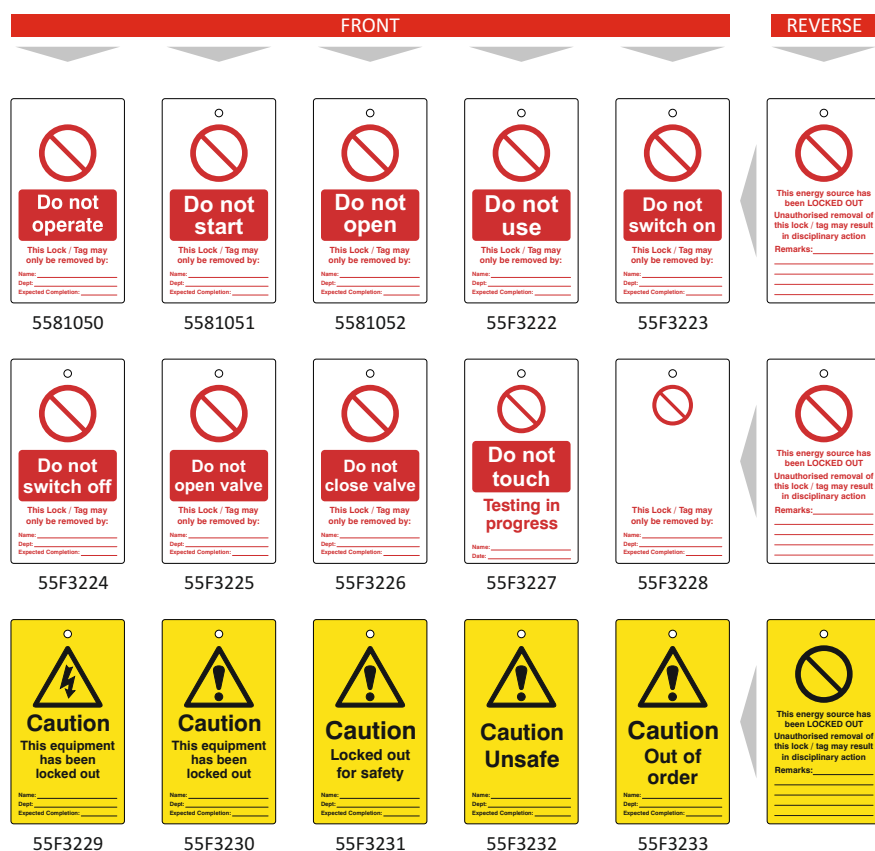 FRONT
REVERSE
Do not
operate
This Lock / Tag may
only be removed by:
Name:
Dept:
Expected Completion:
5581050
Do not
start
This Lock / Tag may
only be removed by:
Name:
Dept:
Expected Completion:
5581051
Do not
open
This Lock / Tag may
only be removed by:
Name:
Dept:
Expected Completion:
5581052
Do not
use
This Lock / Tag may
only be removed by:
Name:
Dept:
Expected Completion:
55F3222
Do not
switch on
This Lock / Tag may
only be removed by:
Name:
Dept:
Expected Completion:
55F3223
This energy source has
been LOCKED OUT
Unauthorised removal of
this lock / tag may result
in disciplinary action
Remarks:
Do not
switch off
This Lock / Tag may
only be removed by:
Name:
Dept:
Expected Completion:
55F3224
Do not
open valve
This Lock / Tag may
only be removed by:
Name:
Dept:
Expected Completion:
55F3225
Do not
close valve
This Lock / Tag may
only be removed by:
Name:
Dept:
Expected Completion:
55F3226
Do not
touch
Testing in
progress
Name:
Date:
55F3227
This Lock / Tag may
only be removed by:
Name:
Dept:
Expected Completion:
55F3228
This energy source has
been LOCKED OUT
Unauthorised removal of
this lock / tag may result
in disciplinary action
Remarks:
Caution
This equipment
has been
locked out
Name:
Dept:
Expected Completion:
55F3229
Caution
This equipment
has been
locked out
Name:
Dept:
Expected Completion:
55F3230
Caution
Locked out
for safety
Name:
Dept:
Expected Completion:
55F3231
Caution
Unsafe
Name:
Dept:
Expected Completion:
55F3232
Caution
Out of
order
Name:
Dept:
Expected Completion:
55F3233
This energy source has
been LOCKED OUT
Unauthorised removal of
this lock / tag may result
in disciplinary action
Remarks: